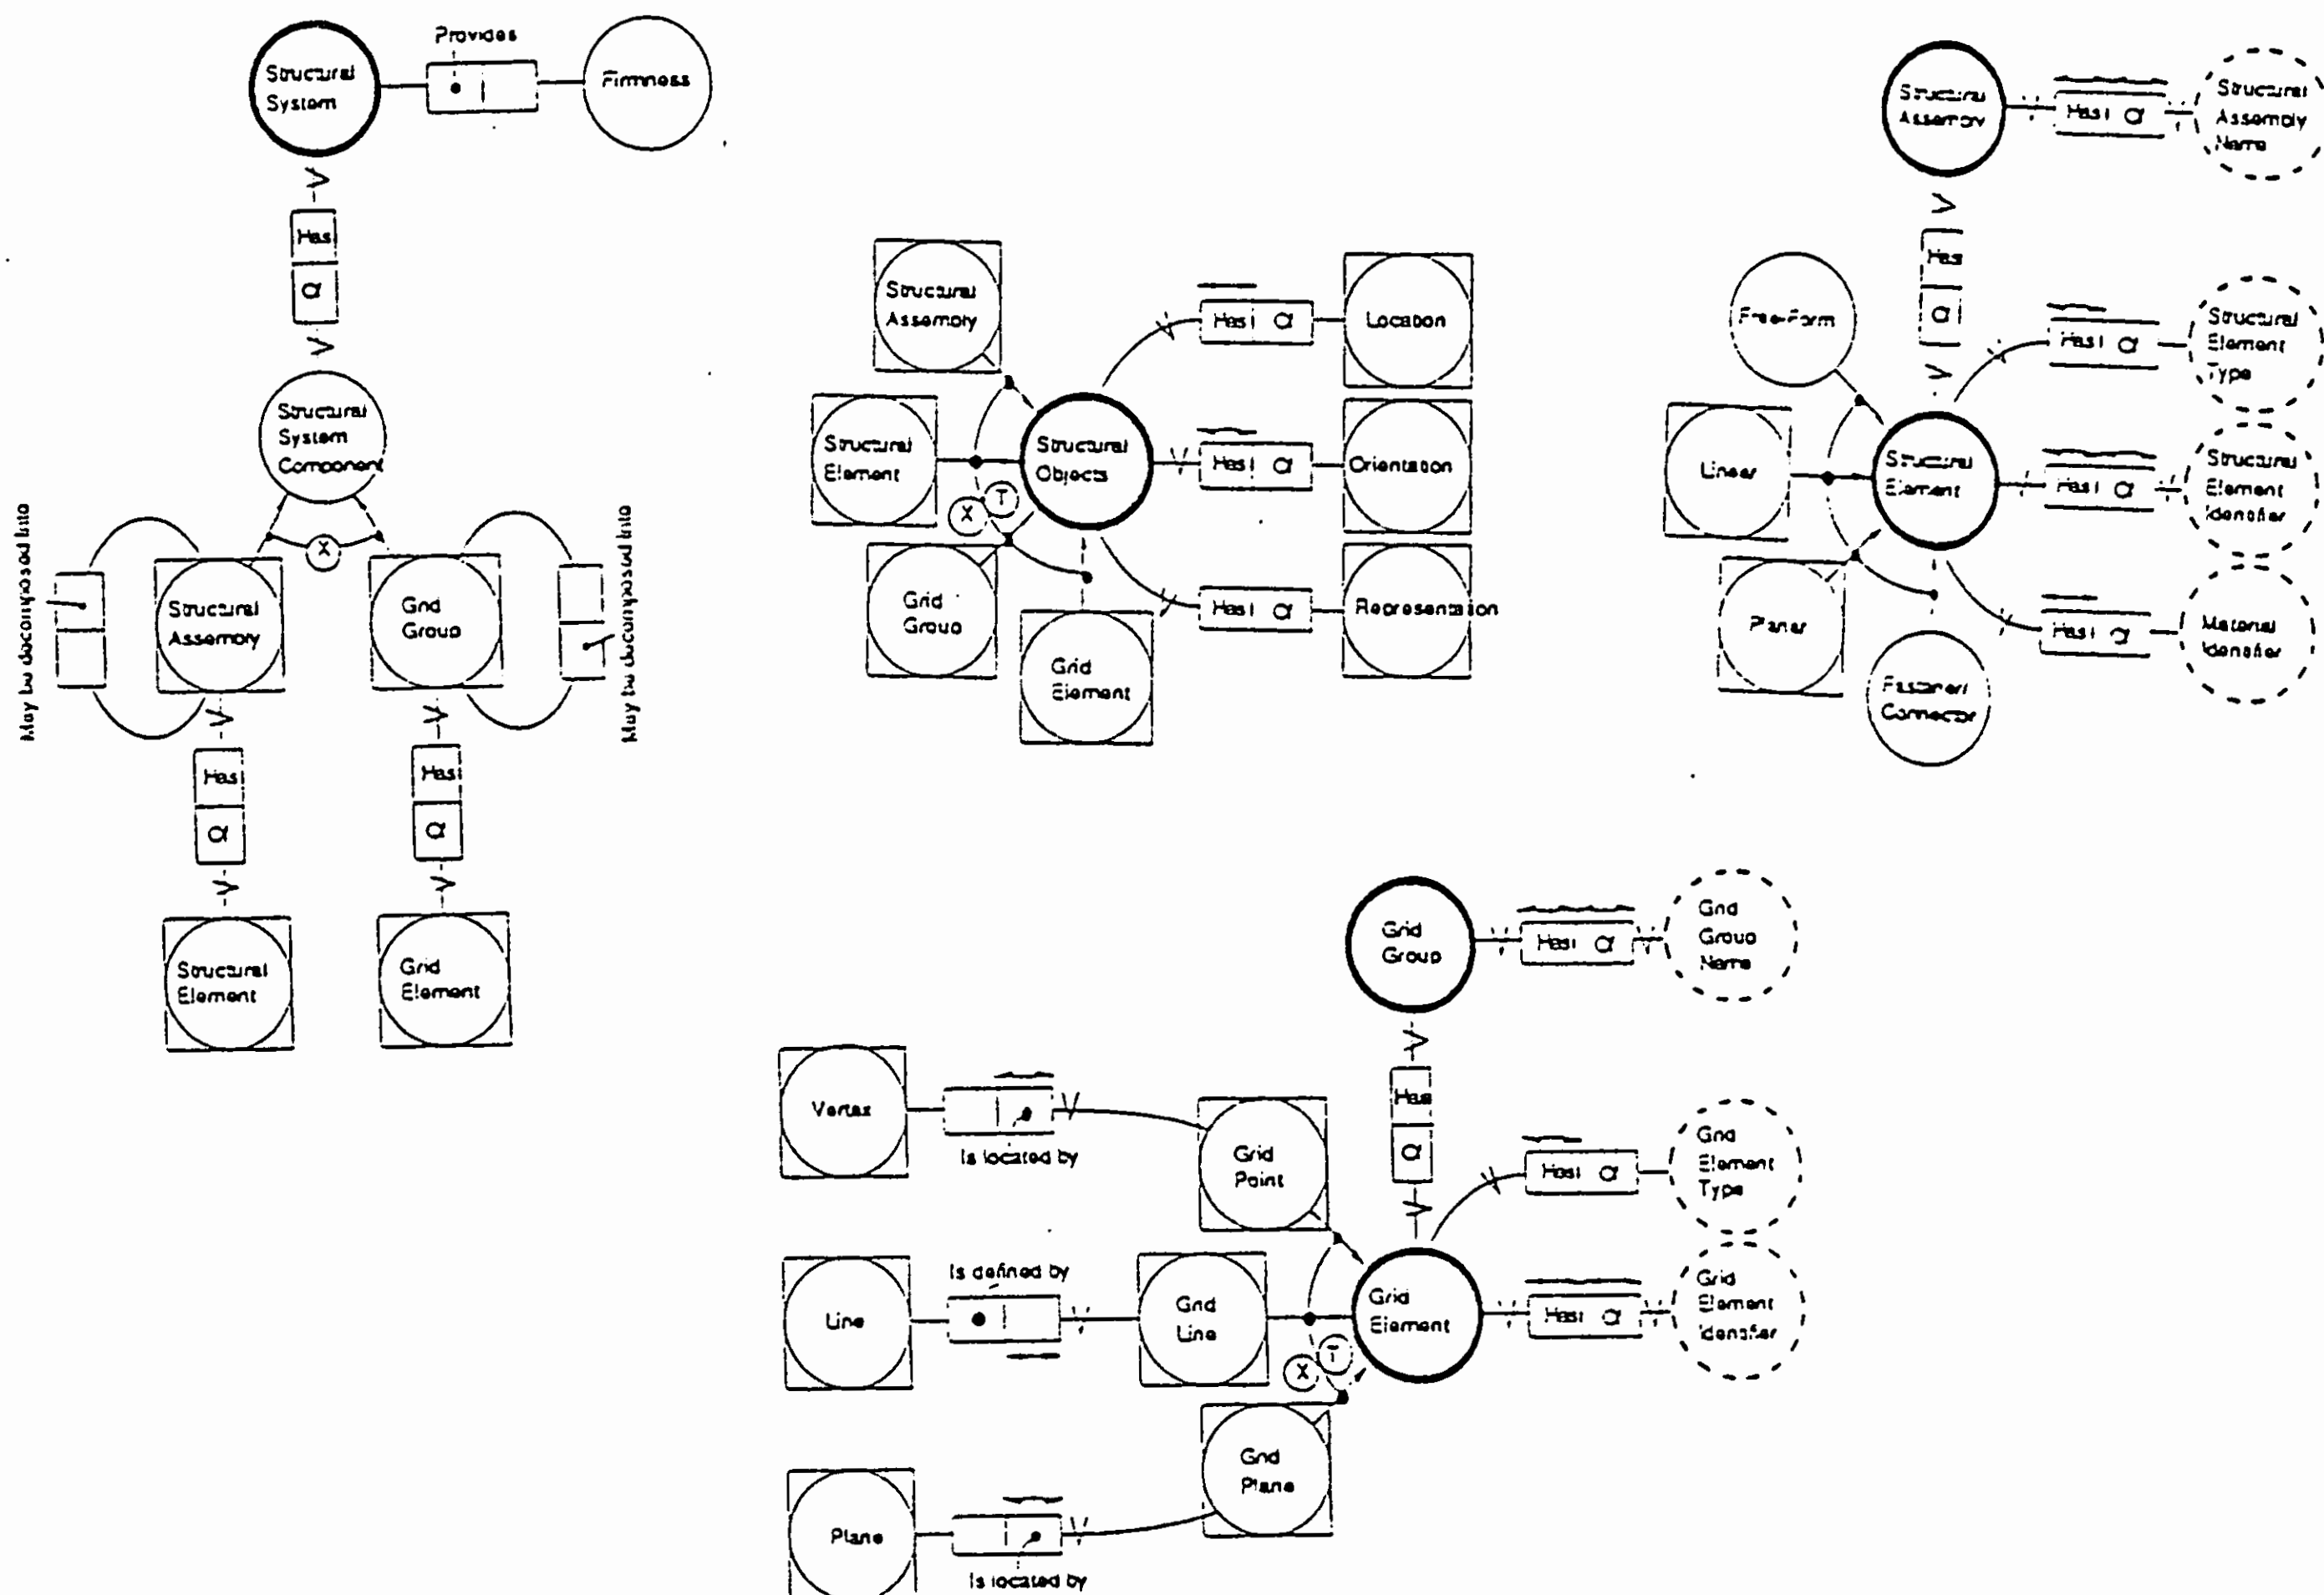 Provides
Structural
System
Firmness
Has
α
Structural
System
Component
X
May be decomposed into
Structural
Assembly
Grid
Group
May be decomposed into
Has
α
Has
α
Structural
Element
Grid
Element
Structural
Assembly
Has α
Location
Structural
Element
Structural
Objects
Has α
Orientation
X
T
Grid
Group
Has α
Representation
Grid
Element
Structural
Assembly
Has α
Structural
Assembly
Name
Has
α
Free-Form
Has α
Structural
Element
Type
Linear
Structural
Element
Has α
Structural
Element
Identifier
Planar
Has α
Material
Identifier
Fastener/
Connector
Grid
Group
Has α
Grid
Group
Name
Has
α
Vertex
Is located by
Grid
Point
Has α
Grid
Element
Type
Line
Is defined by
Grid
Line
Grid
Element
Has α
Grid
Element
Identifier
X
T
Grid
Plane
Plane
Is located by